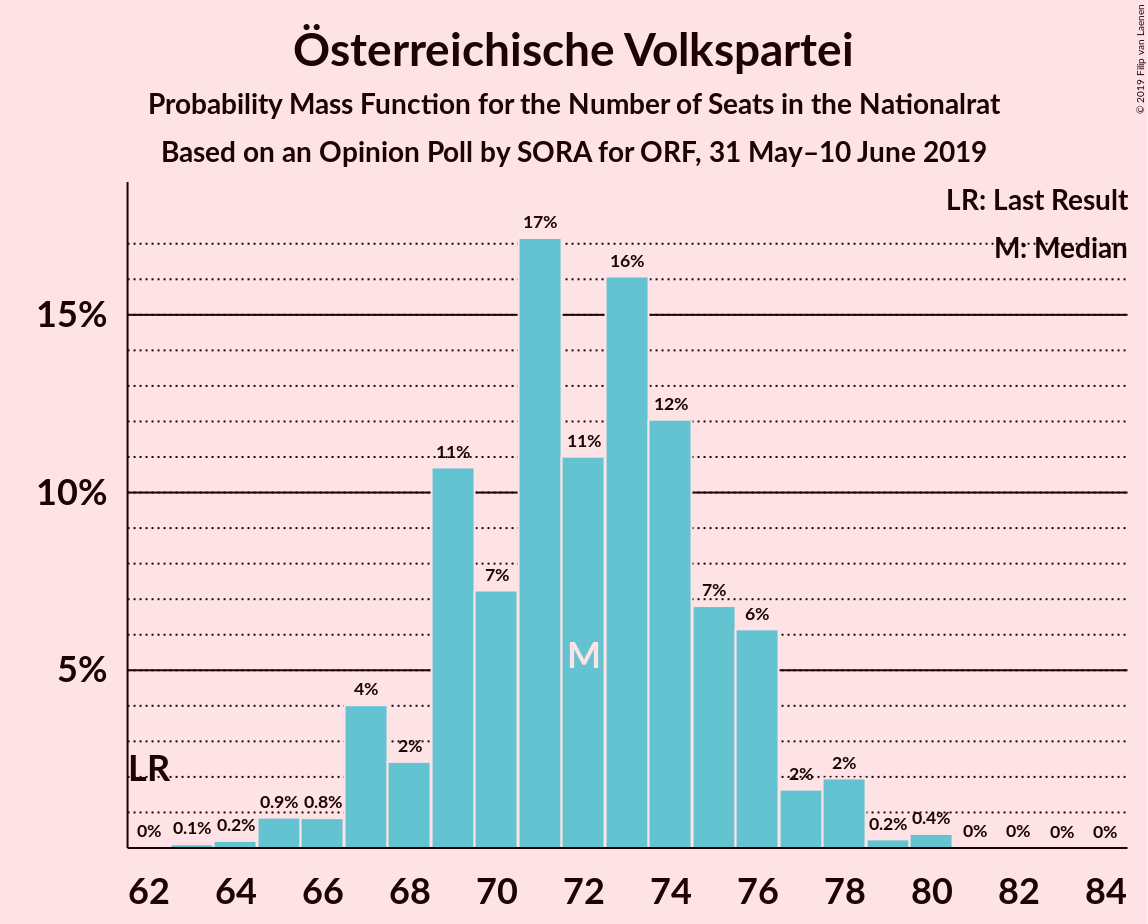 Österreichische Volkspartei
Probability Mass Function for the Number of Seats in the Nationalrat
Based on an Opinion Poll by SORA for ORF, 31 May–10 June 2019
© 2019 Filip van Laenen
LR: Last Result
M: Median
15%
10%
5%
LR
M
0%
0.1%
0.2%
0.9%
0.8%
4%
2%
11%
7%
17%
11%
16%
12%
7%
6%
2%
2%
0.2%
0.4%
0%
0%
0%
0%
62 64 66 68 70 72 74 76 78 80 82 84